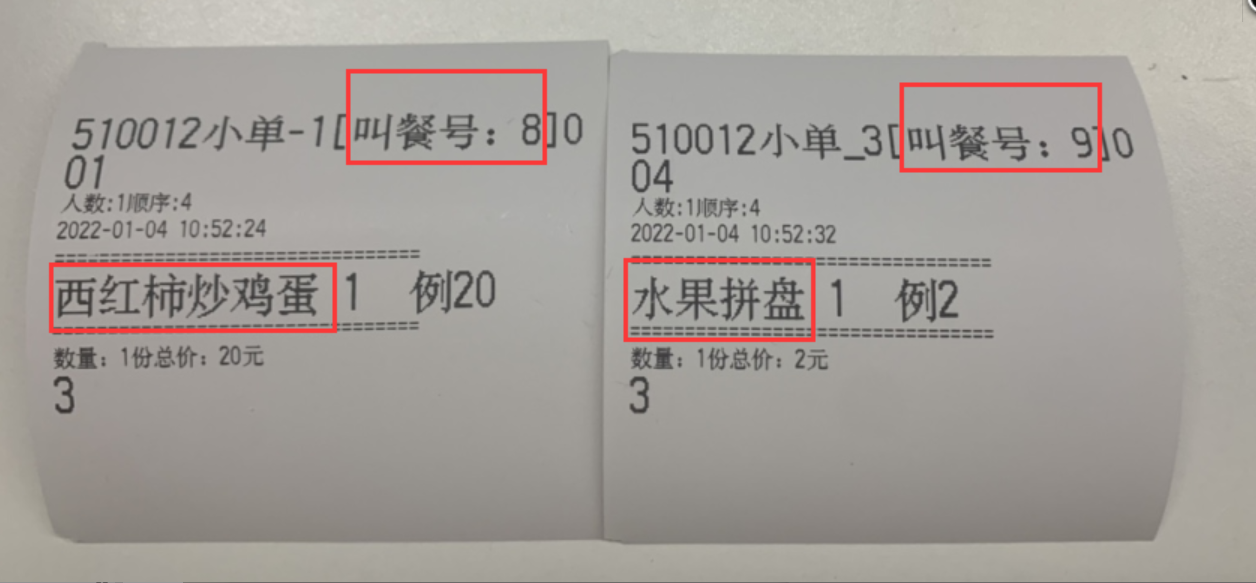 510012小单-1[叫餐号：8]0
01
人数:1顺序:4
2022-01-04 10:52:24
================================
西红柿炒鸡蛋 1 例20
================================
数量：1份总价：20元
3
510012小单_3[叫餐号：9]0
04
人数:1顺序:4
2022-01-04 10:52:32
================================
水果拼盘 1 例2
================================
数量：1份总价：2元
3